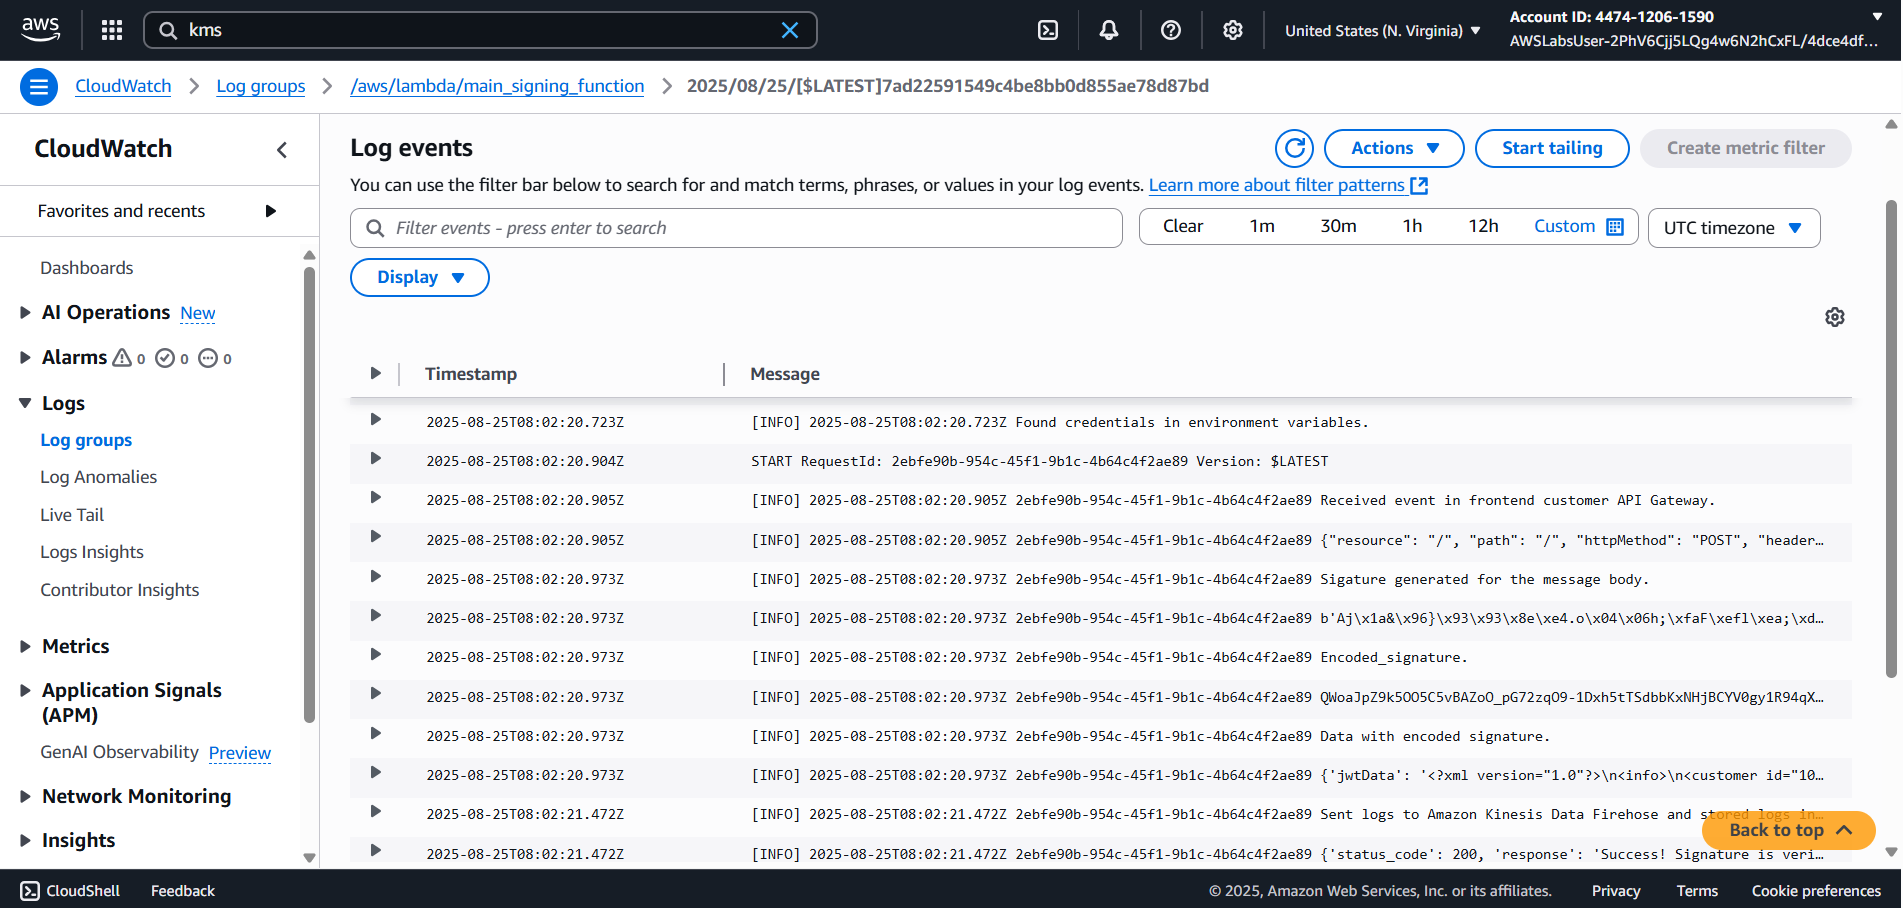 aws
kms
United States (N. Virginia)
Account ID: 4474-1206-1590
AWSLabsUser-2PhV6Cjj5LQg4w6N2hCxFL/4dce4df...
CloudWatch
Log groups
/aws/lambda/main_signing_function
2025/08/25/[$LATEST]7ad22591549c4be8bb0d855ae78d87bd
CloudWatch
Favorites and recents
Dashboards
AI Operations New
Alarms 0 0 0
Logs
Log groups
Log Anomalies
Live Tail
Logs Insights
Contributor Insights
Metrics
Application Signals
(APM)
GenAI Observability Preview
Network Monitoring
Insights
Log events
Actions
Start tailing
Create metric filter
You can use the filter bar below to search for and match terms, phrases, or values in your log events. Learn more about filter patterns
Filter events - press enter to search
Clear 1m 30m 1h 12h Custom
UTC timezone
Display
Timestamp Message
2025-08-25T08:02:20.723Z [INFO] 2025-08-25T08:02:20.723Z Found credentials in environment variables.
2025-08-25T08:02:20.904Z START RequestId: 2ebfe90b-954c-45f1-9b1c-4b64c4f2ae89 Version: $LATEST
2025-08-25T08:02:20.905Z [INFO] 2025-08-25T08:02:20.905Z 2ebfe90b-954c-45f1-9b1c-4b64c4f2ae89 Received event in frontend customer API Gateway.
2025-08-25T08:02:20.905Z [INFO] 2025-08-25T08:02:20.905Z 2ebfe90b-954c-45f1-9b1c-4b64c4f2ae89 {"resource": "/", "path": "/", "httpMethod": "POST", "header…
2025-08-25T08:02:20.973Z [INFO] 2025-08-25T08:02:20.973Z 2ebfe90b-954c-45f1-9b1c-4b64c4f2ae89 Sigature generated for the message body.
2025-08-25T08:02:20.973Z [INFO] 2025-08-25T08:02:20.973Z 2ebfe90b-954c-45f1-9b1c-4b64c4f2ae89 b'Aj\x1a&\x96}\x93\x93\x8e\xe4.o\x04\x06h;\xfaF\xefl\xea;\xd…
2025-08-25T08:02:20.973Z [INFO] 2025-08-25T08:02:20.973Z 2ebfe90b-954c-45f1-9b1c-4b64c4f2ae89 Encoded_signature.
2025-08-25T08:02:20.973Z [INFO] 2025-08-25T08:02:20.973Z 2ebfe90b-954c-45f1-9b1c-4b64c4f2ae89 QWoaJpZ9k5OO5C5vBAZoO_pG72zqO9-1Dxh5tTSdbbKxNHjBCYV0gy1R94qX…
2025-08-25T08:02:20.973Z [INFO] 2025-08-25T08:02:20.973Z 2ebfe90b-954c-45f1-9b1c-4b64c4f2ae89 Data with encoded signature.
2025-08-25T08:02:20.973Z [INFO] 2025-08-25T08:02:20.973Z 2ebfe90b-954c-45f1-9b1c-4b64c4f2ae89 {'jwtData': '<?xml version="1.0"?>\n<info>\n<customer id="10…
2025-08-25T08:02:21.472Z [INFO] 2025-08-25T08:02:21.472Z 2ebfe90b-954c-45f1-9b1c-4b64c4f2ae89 Sent logs to Amazon Kinesis Data Firehose and stored logs in…
Back to top
2025-08-25T08:02:21.472Z [INFO] 2025-08-25T08:02:21.472Z 2ebfe90b-954c-45f1-9b1c-4b64c4f2ae89 {'status_code': 200, 'response': 'Success! Signature is veri…
CloudShell Feedback © 2025, Amazon Web Services, Inc. or its affiliates. Privacy Terms Cookie preferences